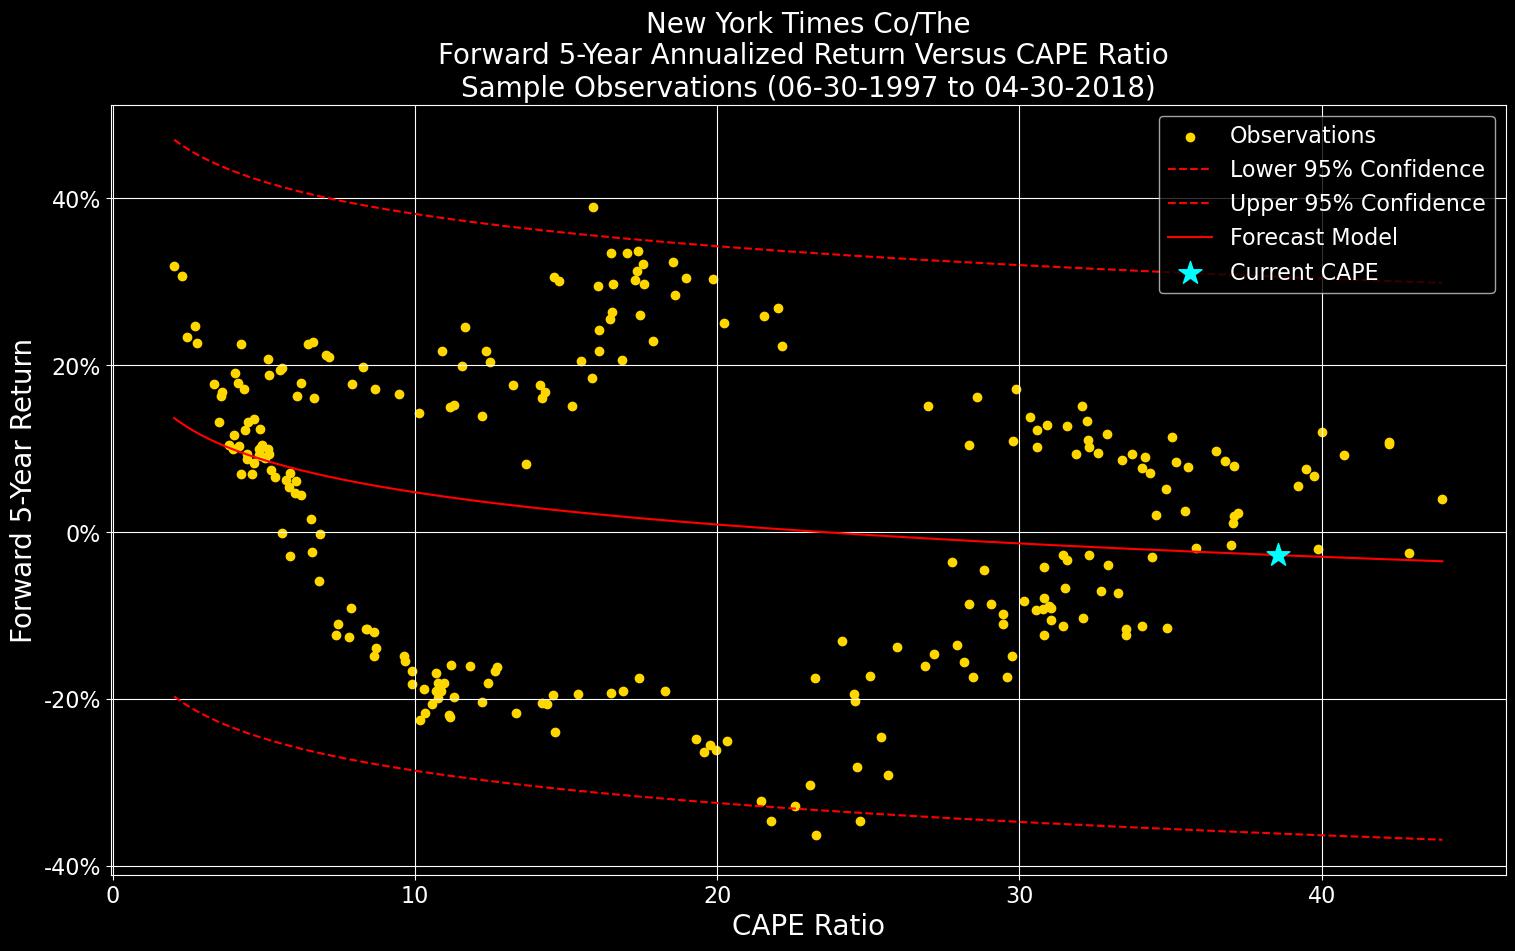 New York Times Co/The
Forward 5-Year Annualized Return Versus CAPE Ratio
Sample Observations (06-30-1997 to 04-30-2018)
Observations
Lower 95% Confidence
Upper 95% Confidence
Forecast Model
Current CAPE
Forward 5-Year Return
40%
20%
0%
-20%
-40%
0 10 20 30 40
CAPE Ratio